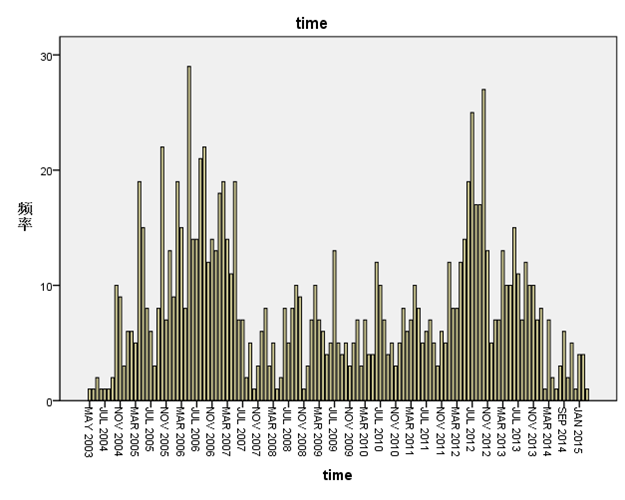 time
30
20
10
0
频率
MAY 2003
JUL 2004
NOV 2004
MAR 2005
JUL 2005
NOV 2005
MAR 2006
JUL 2006
NOV 2006
MAR 2007
JUL 2007
NOV 2007
MAR 2008
JUL 2008
NOV 2008
MAR 2009
JUL 2009
NOV 2009
MAR 2010
JUL 2010
NOV 2010
MAR 2011
JUL 2011
NOV 2011
MAR 2012
JUL 2012
NOV 2012
MAR 2013
JUL 2013
NOV 2013
MAR 2014
SEP 2014
JAN 2015
time